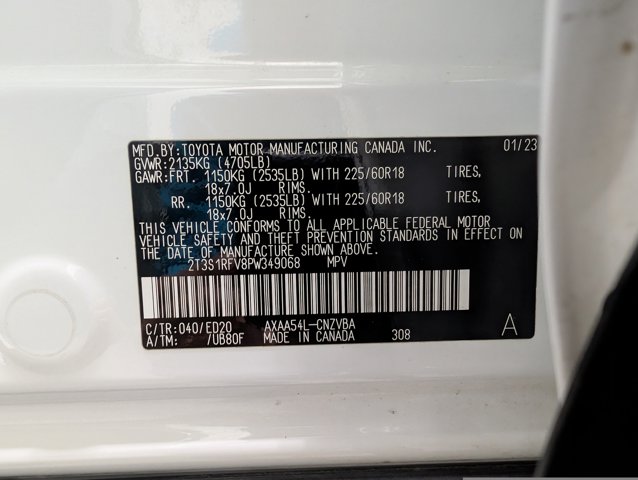 MFD.BY:TOYOTA MOTOR MANUFACTURING CANADA INC. 01/23
GVWR:2135KG (4705LB)
GAWR:FRT. 1150KG (2535LB) WITH 225/60R18 TIRES,
18x7.0J RIMS.
RR. 1150KG (2535LB) WITH 225/60R18 TIRES,
18x7.0J RIMS.
THIS VEHICLE CONFORMS TO ALL APPLICABLE FEDERAL MOTOR
VEHICLE SAFETY AND THEFT PREVENTION STANDARDS IN EFFECT ON
THE DATE OF MANUFACTURE SHOWN ABOVE.
2T3S1RFV8PW349068 MPV
C/TR:040/ED20 AXAA54L-CNZVBA
A/TM: /UB80F MADE IN CANADA 308 A